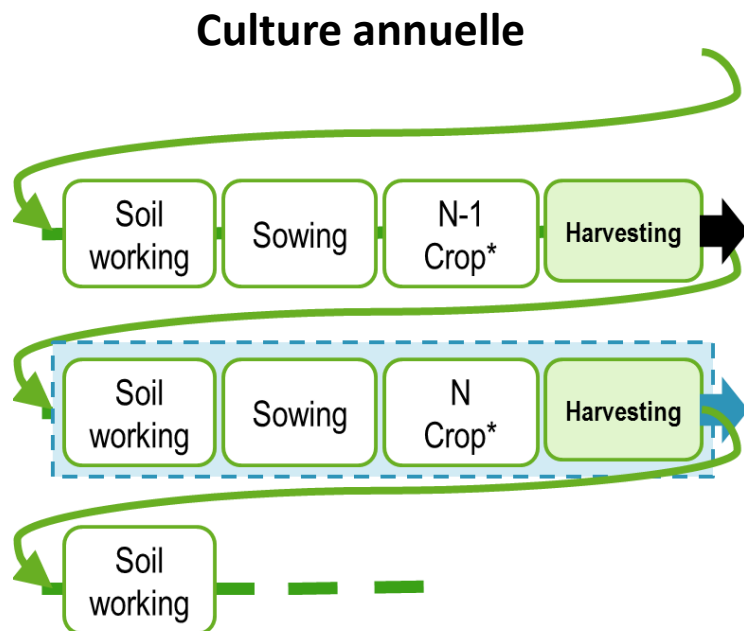 Culture annuelle
Soil
working
Sowing
N-1
Crop*
Harvesting
Soil
working
Sowing
N
Crop*
Harvesting
Soil
working